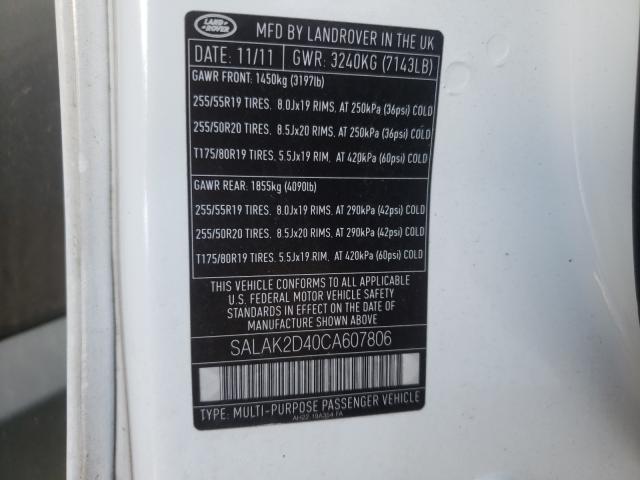 LAND ROVER
MFD BY LANDROVER IN THE UK
DATE: 11/11 GWR: 3240KG (7143LB)
GAWR FRONT: 1450kg (3197lb)
255/55R19 TIRES. 8.0Jx19 RIMS, AT 250kPa (36psi) COLD
255/50R20 TIRES. 8.5Jx20 RIMS, AT 250kPa (36psi) COLD
T175/80R19 TIRES. 5.5Jx19 RIM, AT 420kPa (60psi) COLD
GAWR REAR: 1855kg (4090lb)
255/55R19 TIRES. 8.0Jx19 RIMS, AT 290kPa (42psi) COLD
255/50R20 TIRES. 8.5Jx20 RIMS, AT 290kPa (42psi) COLD
T175/80R19 TIRES. 5.5Jx19 RIM, AT 420kPa (60psi) COLD
THIS VEHICLE CONFORMS TO ALL APPLICABLE
U.S. FEDERAL MOTOR VEHICLE SAFETY
STANDARDS IN EFFECT ON THE DATE OF
MANUFACTURE SHOWN ABOVE.
SALAK2D40CA607806
TYPE: MULTI-PURPOSE PASSENGER VEHICLE
AH22-19A354-FA